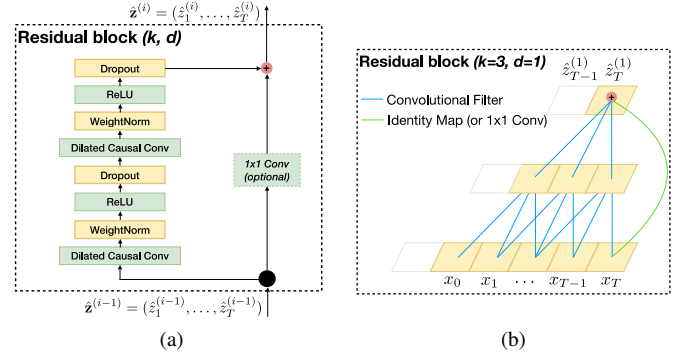 ẑ^(i) = (ẑ_1^(i), . . . , ẑ_T^(i))
Residual block (k, d)
Dropout
+
ReLU
WeightNorm
Dilated Causal Conv
Dropout
ReLU
WeightNorm
Dilated Causal Conv
1x1 Conv
(optional)
ẑ^(i−1) = (ẑ_1^(i−1), . . . , ẑ_T^(i−1))
(a)
Residual block (k=3, d=1)
ẑ_{T−1}^(1) ẑ_T^(1)
+
Convolutional Filter
Identity Map (or 1x1 Conv)
x_0 x_1 . . . x_{T−1} x_T
(b)